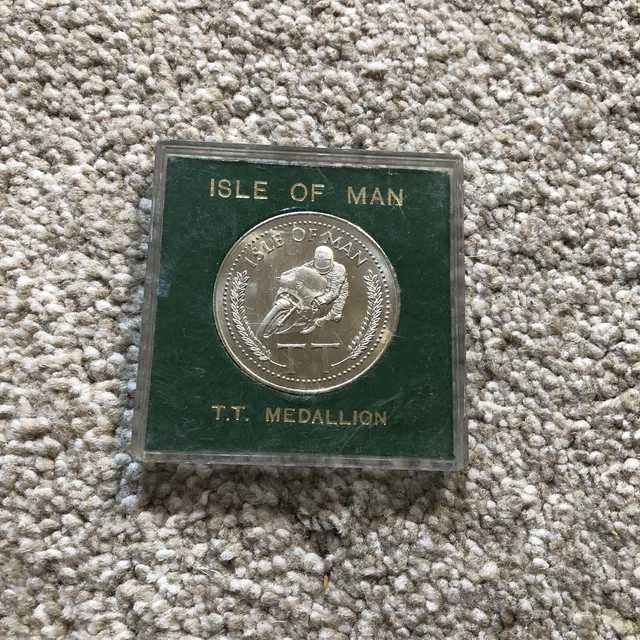 ISLE OF MAN
ISLE OF MAN
TT
T.T. MEDALLION